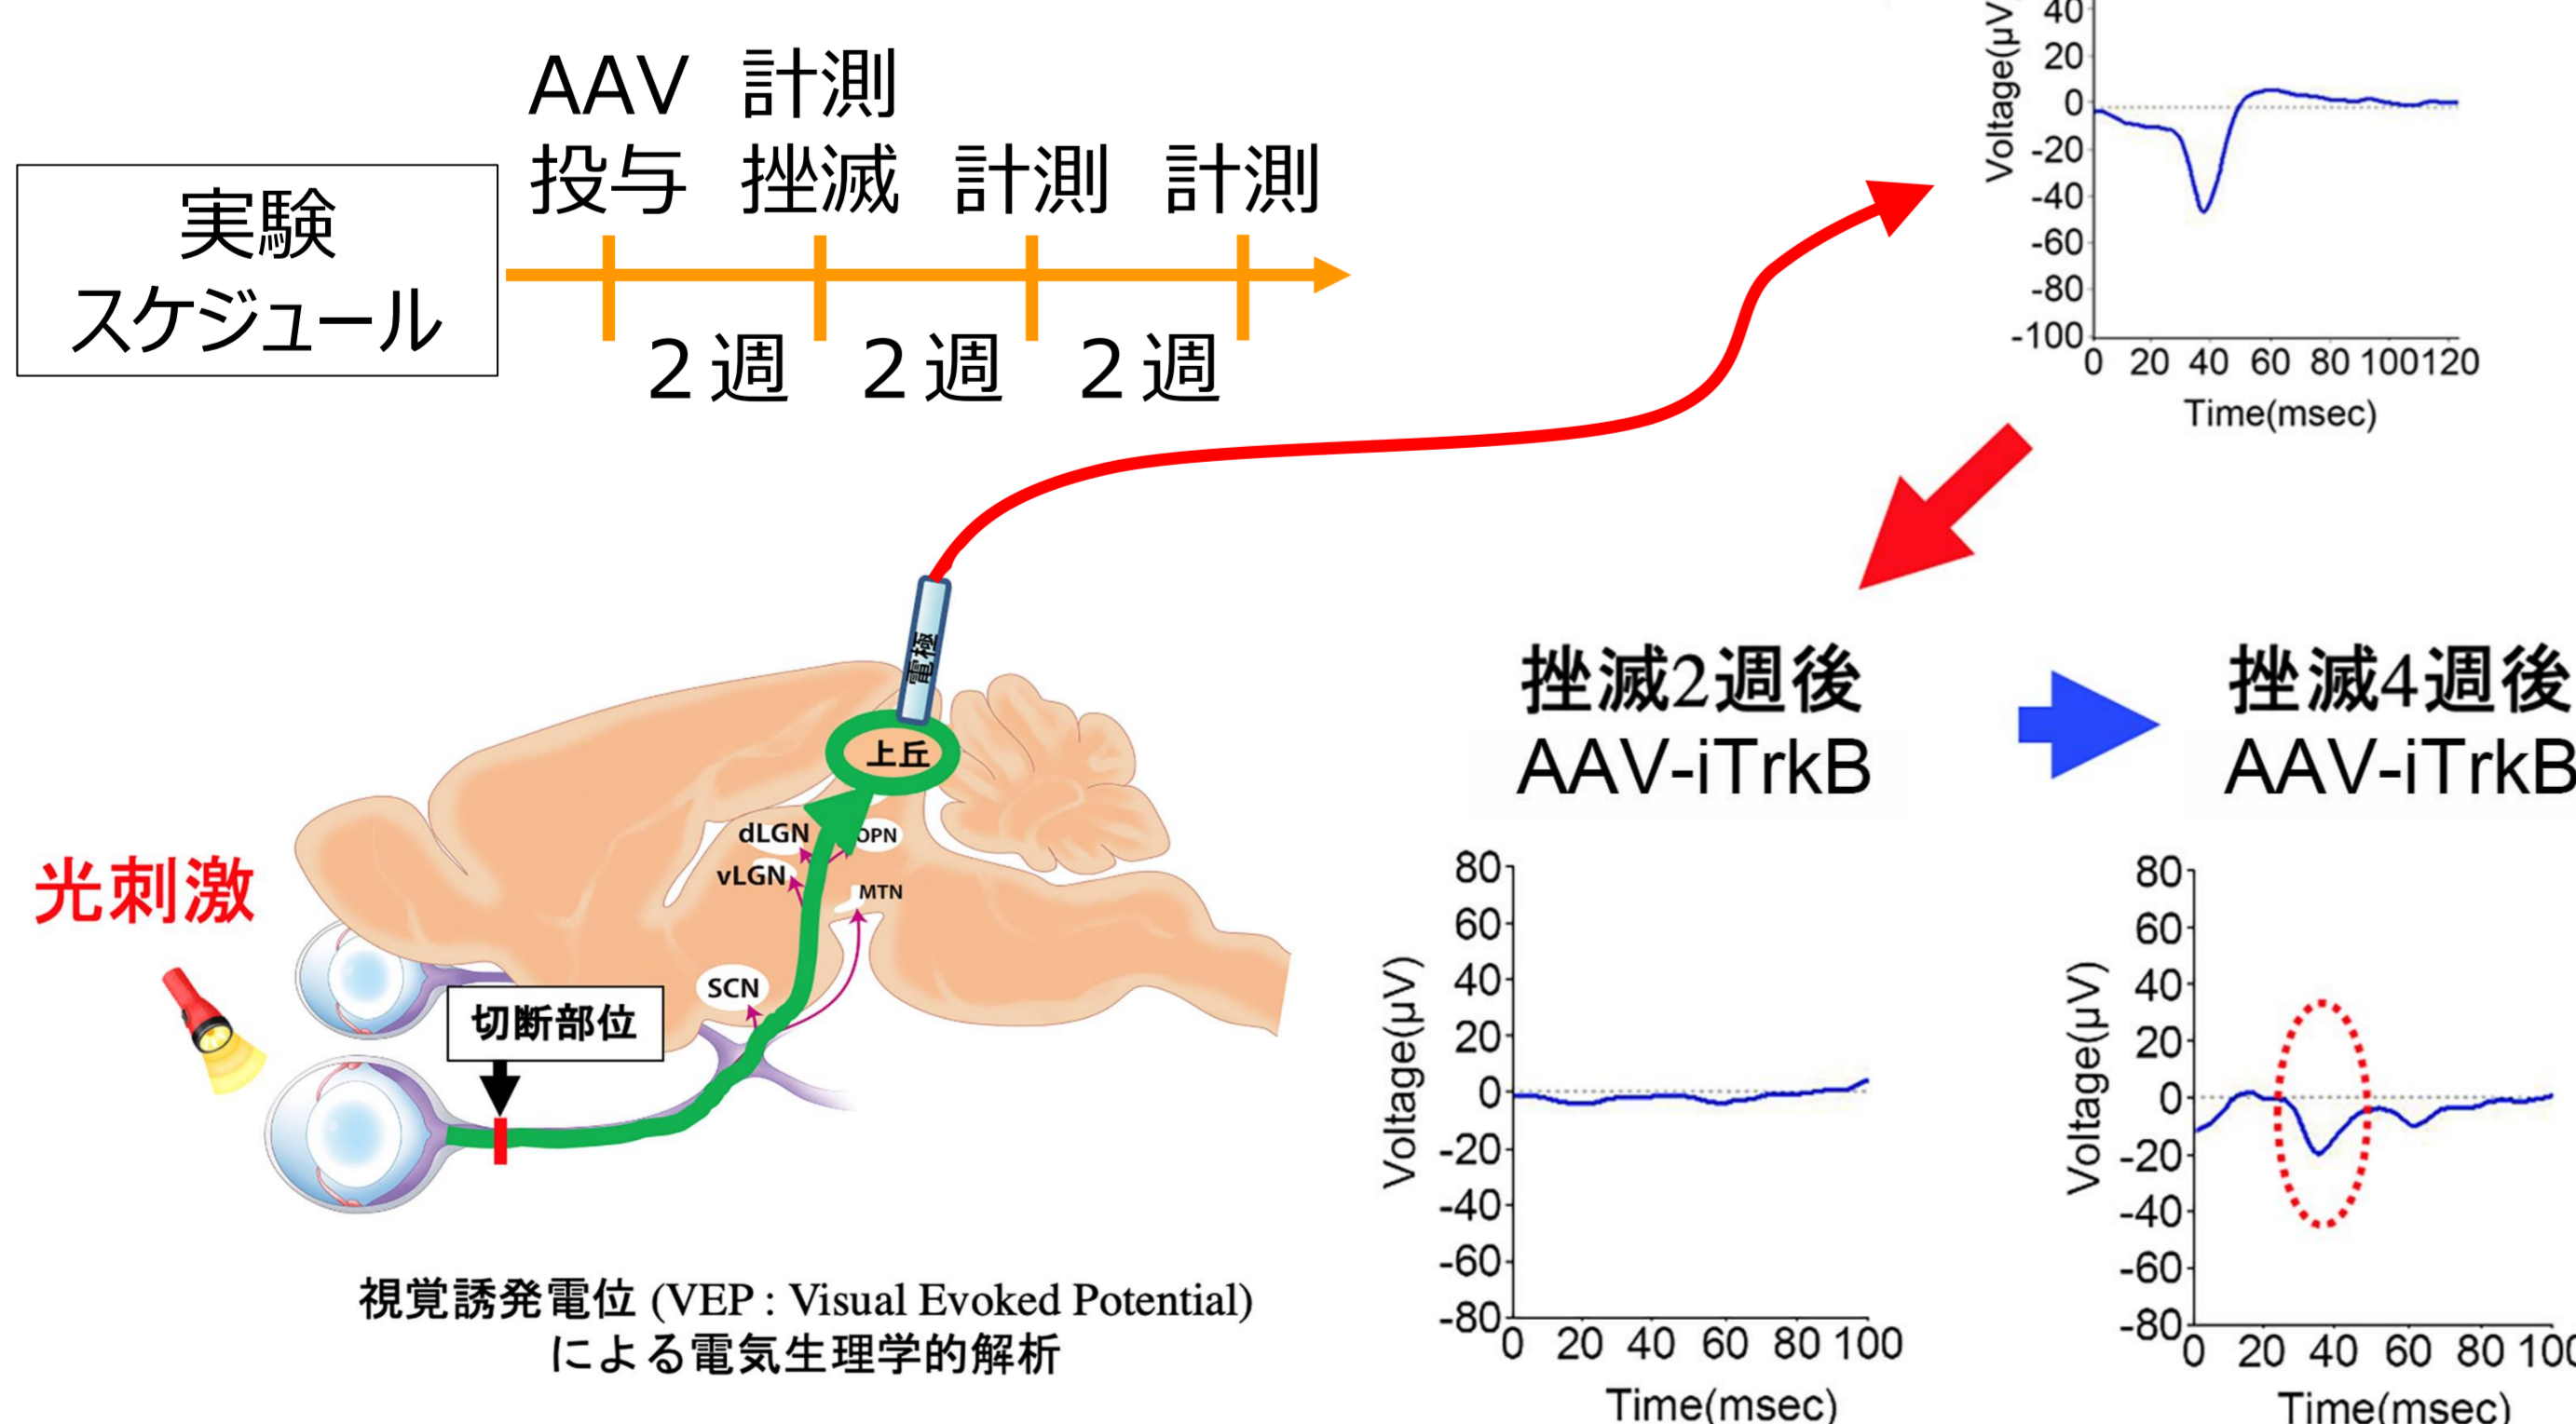 AAV 計測
投与 挫滅 計測 計測
実験
スケジュール
2週 2週 2週
Voltage(μV)
40
20
0
-20
-40
-60
-80
-100
0 20 40 60 80 100 120
Time(msec)
電極
上丘
dLGN
OPN
vLGN
MTN
SCN
光刺激
切断部位
視覚誘発電位 (VEP : Visual Evoked Potential)
による電気生理学的解析
挫滅2週後
AAV-iTrkB
80
60
40
20
0
-20
-40
-60
-80
Voltage(μV)
0 20 40 60 80 100
Time(msec)
挫滅4週後
AAV-iTrkB
80
60
40
20
0
-20
-40
-60
-80
Voltage(μV)
0 20 40 60 80 100
Time(msec)